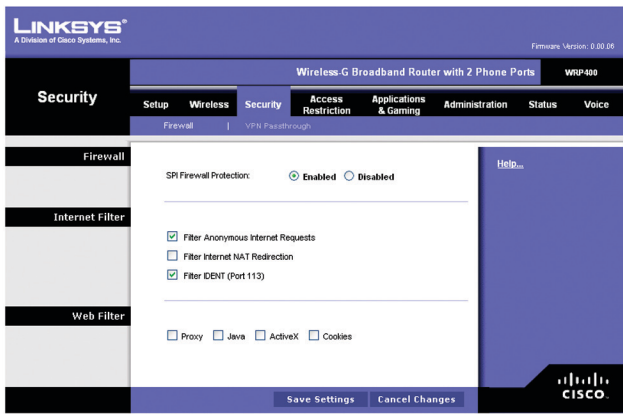 LINKSYS®
A Division of Cisco Systems, Inc.
Firmware Version: 0.00.06
Wireless-G Broadband Router with 2 Phone Ports WRP400
Security
Setup Wireless Security Access Restriction Applications & Gaming Administration Status Voice
Firewall | VPN Passthrough
Firewall
SPI Firewall Protection: Enabled Disabled
Help...
Internet Filter
Filter Anonymous Internet Requests
Filter Internet NAT Redirection
Filter IDENT (Port 113)
Web Filter
Proxy Java ActiveX Cookies
Save Settings Cancel Changes
CISCO.